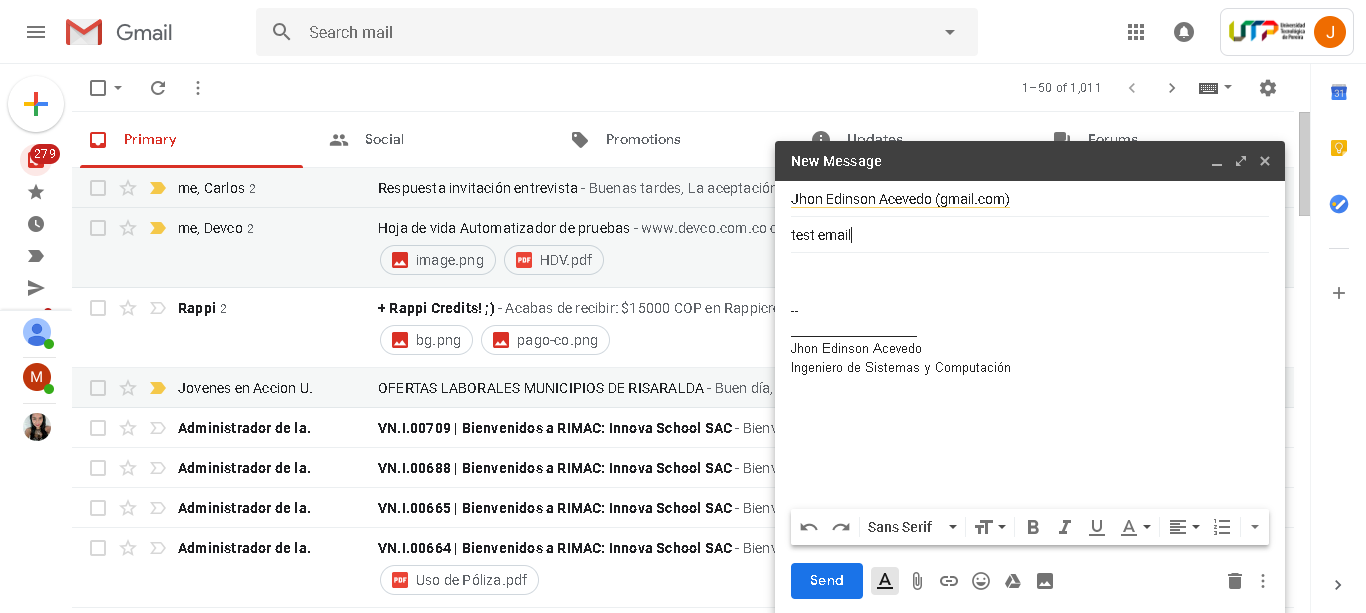 Gmail
Search mail
UTP Universidad Tecnológica de Pereira
J
1–50 of 1,011
31
279
Primary
Social
Promotions
Updates
Forums
me, Carlos 2
Respuesta invitación entrevista - Buenas tardes, La aceptación
me, Devco 2
Hoja de vida Automatizador de pruebas - www.devco.com.co
image.png
PDF HDV.pdf
Rappi 2
+ Rappi Credits! ;) - Acabas de recibir: $15000 COP en Rappicre
bg.png
pago-co.png
Jovenes en Accion U.
OFERTAS LABORALES MUNICIPIOS DE RISARALDA - Buen día,
M
Administrador de la.
VN.I.00709 | Bienvenidos a RIMAC: Innova School SAC - Bienv
Administrador de la.
VN.I.00688 | Bienvenidos a RIMAC: Innova School SAC - Bienv
Administrador de la.
VN.I.00665 | Bienvenidos a RIMAC: Innova School SAC - Bienv
Administrador de la.
VN.I.00664 | Bienvenidos a RIMAC: Innova School SAC - Bienv
PDF Uso de Póliza.pdf
New Message
Jhon Edinson Acevedo (gmail.com)
test email
--
Jhon Edinson Acevedo
Ingeniero de Sistemas y Computación
Sans Serif
B I U A
Send
A